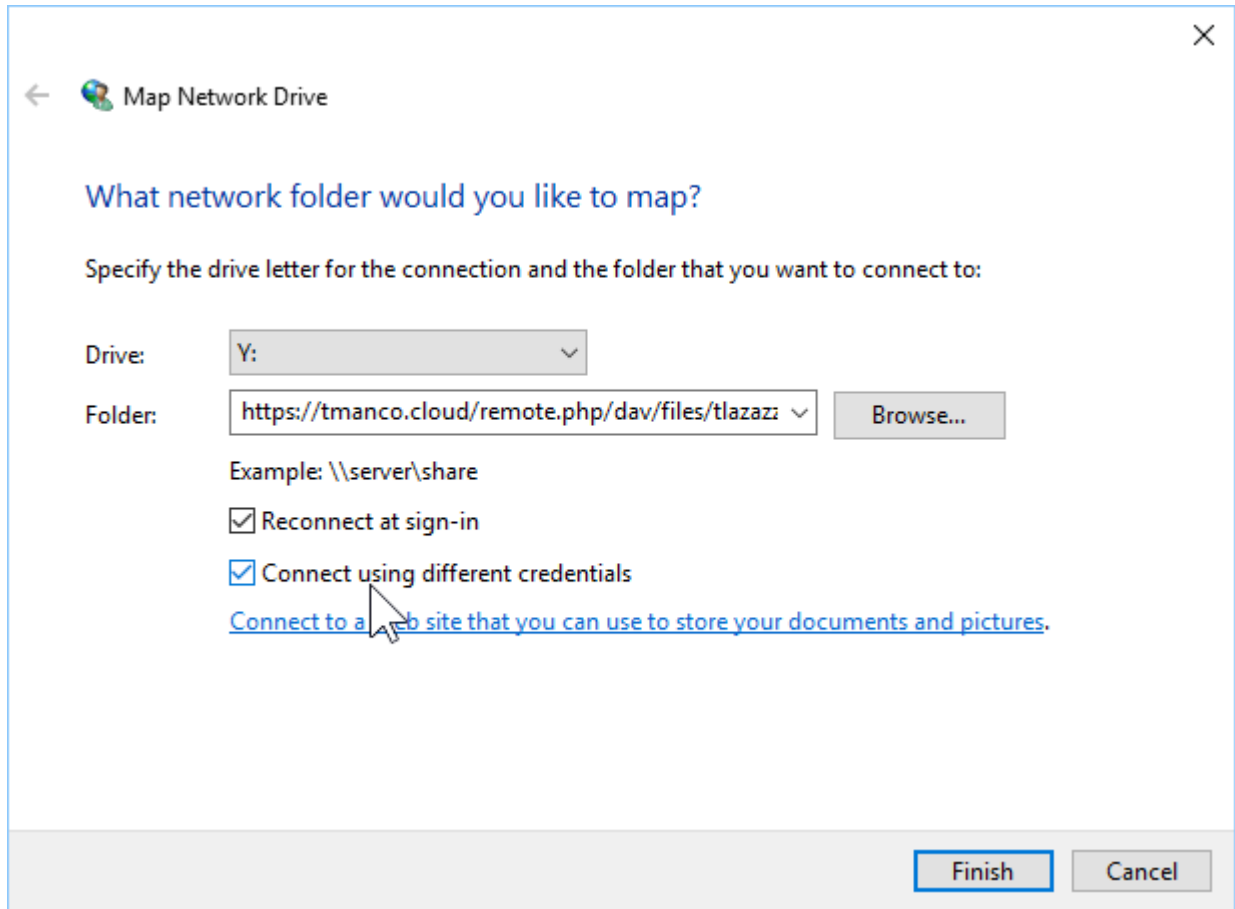 Map Network Drive
What network folder would you like to map?
Specify the drive letter for the connection and the folder that you want to connect to:
Drive: Y:
Folder: https://tmanco.cloud/remote.php/dav/files/tlazaz Browse...
Example: \\server\share
Reconnect at sign-in
Connect using different credentials
Connect to a web site that you can use to store your documents and pictures.
Finish Cancel